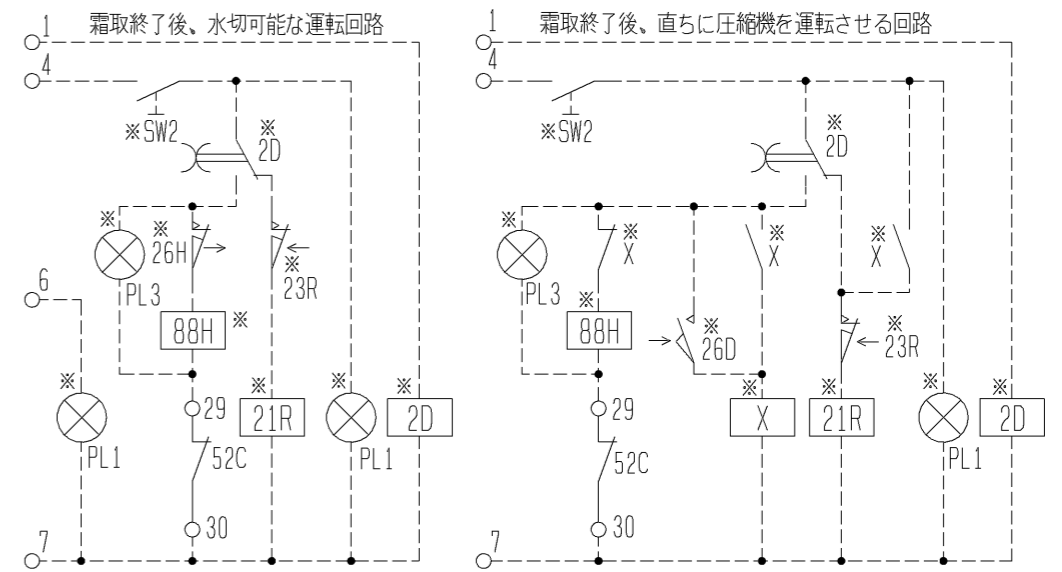 霜取終了後、水切可能な運転回路
1
4
※SW2
※
2D
※
※
26H
※
23R
PL3
6
※
88H
※
※
PL1
29
※
21R
52C
※
PL1
※
2D
30
7
霜取終了後、直ちに圧縮機を運転させる回路
1
4
※SW2
※
2D
※
PL3
※
X
※
X
※
X
※
88H
※
26D
※
23R
29
※
X
※
21R
※
PL1
※
2D
52C
30
7